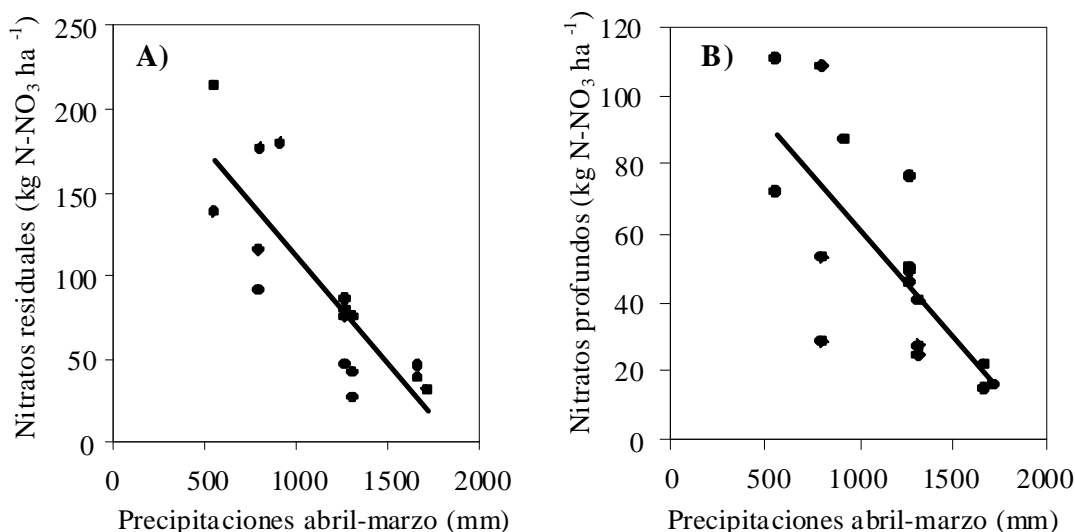 A)
Nitratos residuales (kg N-NO3 ha -1)
250
200
150
100
50
0
0 500 1000 1500 2000
Precipitaciones abril-marzo (mm)
B)
Nitratos profundos (kg N-NO3 ha -1)
120
100
80
60
40
20
0
0 500 1000 1500 2000
Precipitaciones abril-marzo (mm)